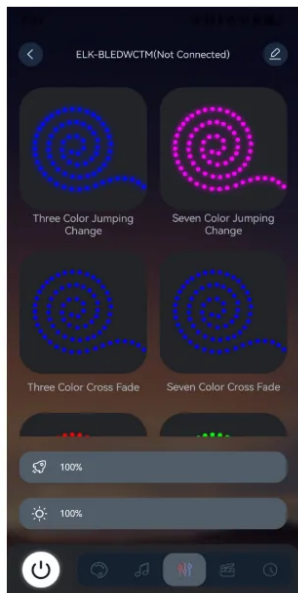 ELK-BLEDWCTM(Not Connected)
Three Color Jumping
Change
Seven Color Jumping
Change
Three Color Cross Fade
Seven Color Cross Fade
100%
100%